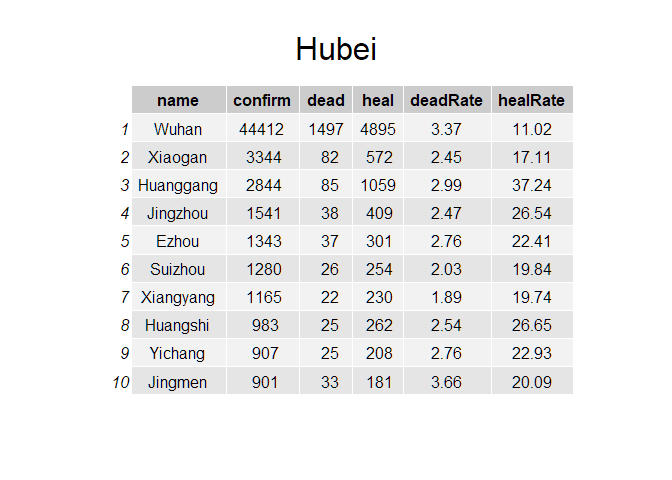 Hubei
name confirm dead heal deadRate healRate
1 Wuhan 44412 1497 4895 3.37 11.02
2 Xiaogan 3344 82 572 2.45 17.11
3 Huanggang 2844 85 1059 2.99 37.24
4 Jingzhou 1541 38 409 2.47 26.54
5 Ezhou 1343 37 301 2.76 22.41
6 Suizhou 1280 26 254 2.03 19.84
7 Xiangyang 1165 22 230 1.89 19.74
8 Huangshi 983 25 262 2.54 26.65
9 Yichang 907 25 208 2.76 22.93
10 Jingmen 901 33 181 3.66 20.09